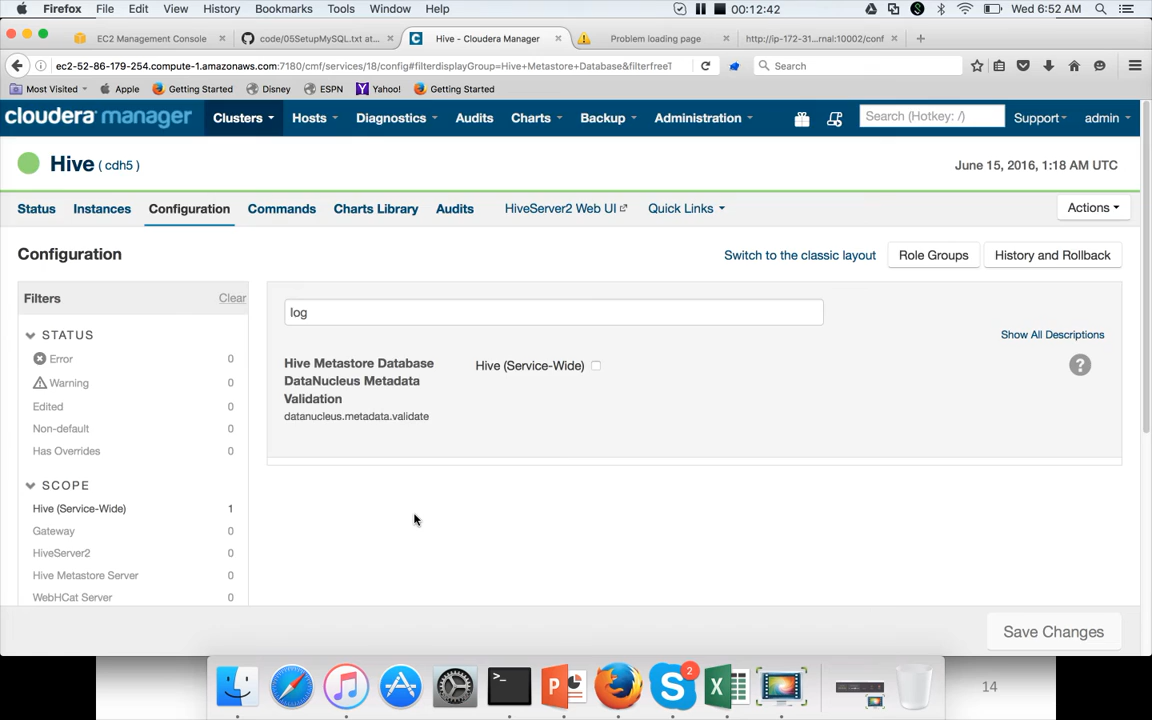 Firefox File Edit View History Bookmarks Tools Window Help 00:12:42 Wed 6:52 AM
EC2 Management Console × code/05SetupMySQL.txt at... × Hive - Cloudera Manager × Problem loading page × http://ip-172-31...rnal:10002/conf × +
ec2-52-86-179-254.compute-1.amazonaws.com:7180/cmf/services/18/config#filterdisplayGroup=Hive+Metastore+Database&filterfreeT Search
Most Visited Apple Getting Started Disney ESPN Yahoo! Getting Started
cloudera manager Clusters Hosts Diagnostics Audits Charts Backup Administration Search (Hotkey: /) Support admin
Hive ( cdh5 ) June 15, 2016, 1:18 AM UTC
Status Instances Configuration Commands Charts Library Audits HiveServer2 Web UI Quick Links Actions
Configuration Switch to the classic layout Role Groups History and Rollback
Filters Clear
log
Show All Descriptions
STATUS
Error 0
Warning 0
Edited 0
Non-default 0
Has Overrides 0
Hive Metastore Database
DataNucleus Metadata
Validation
datanucleus.metadata.validate
Hive (Service-Wide)
?
SCOPE
Hive (Service-Wide) 1
Gateway 0
HiveServer2 0
Hive Metastore Server 0
WebHCat Server 0
Save Changes
2
14